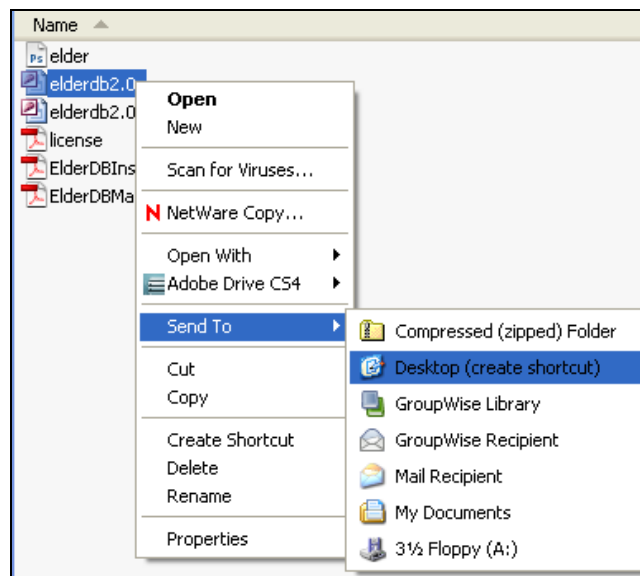 Name
elder
elderdb2.0
elderdb2.0
license
ElderDBIns
ElderDBMa
Open
New
Scan for Viruses...
NetWare Copy...
Open With
Adobe Drive CS4
Send To
Cut
Copy
Create Shortcut
Delete
Rename
Properties
Compressed (zipped) Folder
Desktop (create shortcut)
GroupWise Library
GroupWise Recipient
Mail Recipient
My Documents
3½ Floppy (A:)